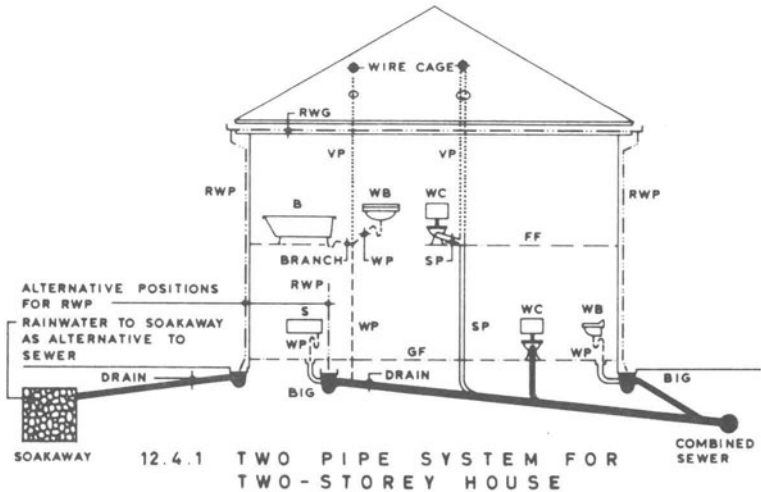 WIRE CAGE
RWG
VP
VP
RWP
RWP
B
WB
WC
FF
BRANCH
WP
SP
ALTERNATIVE POSITIONS
FOR RWP
RWP
RAINWATER TO SOAKAWAY
AS ALTERNATIVE TO
SEWER
S
WP
WP
SP
WC
WB
WP
GF
DRAIN
BIG
DRAIN
BIG
SOAKAWAY
COMBINED
SEWER
12.4.1 TWO PIPE SYSTEM FOR
TWO-STOREY HOUSE